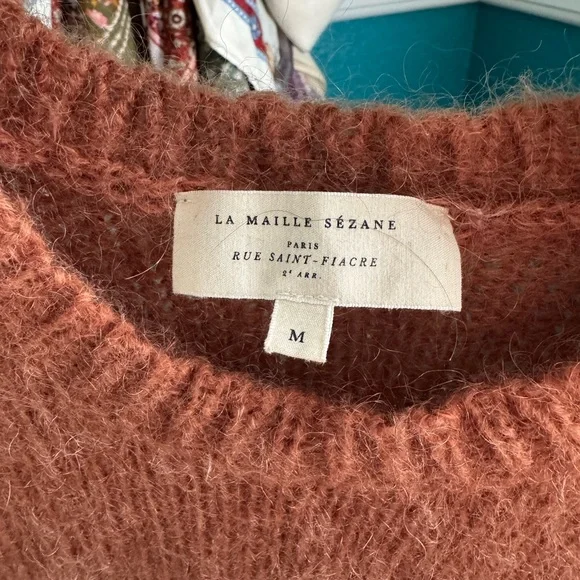 LA MAILLE SÉZANE
PARIS
RUE SAINT-FIACRE
2ᵉ ARR.
M